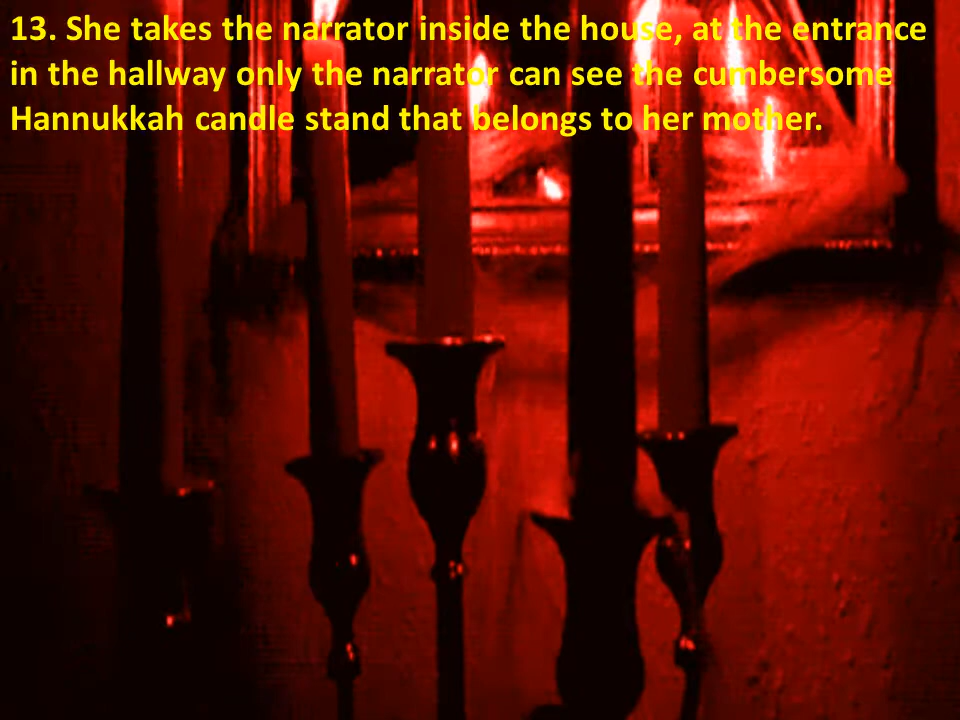 13. She takes the narrator inside the house, at the entrance
in the hallway only the narrator can see the cumbersome
Hannukkah candle stand that belongs to her mother.